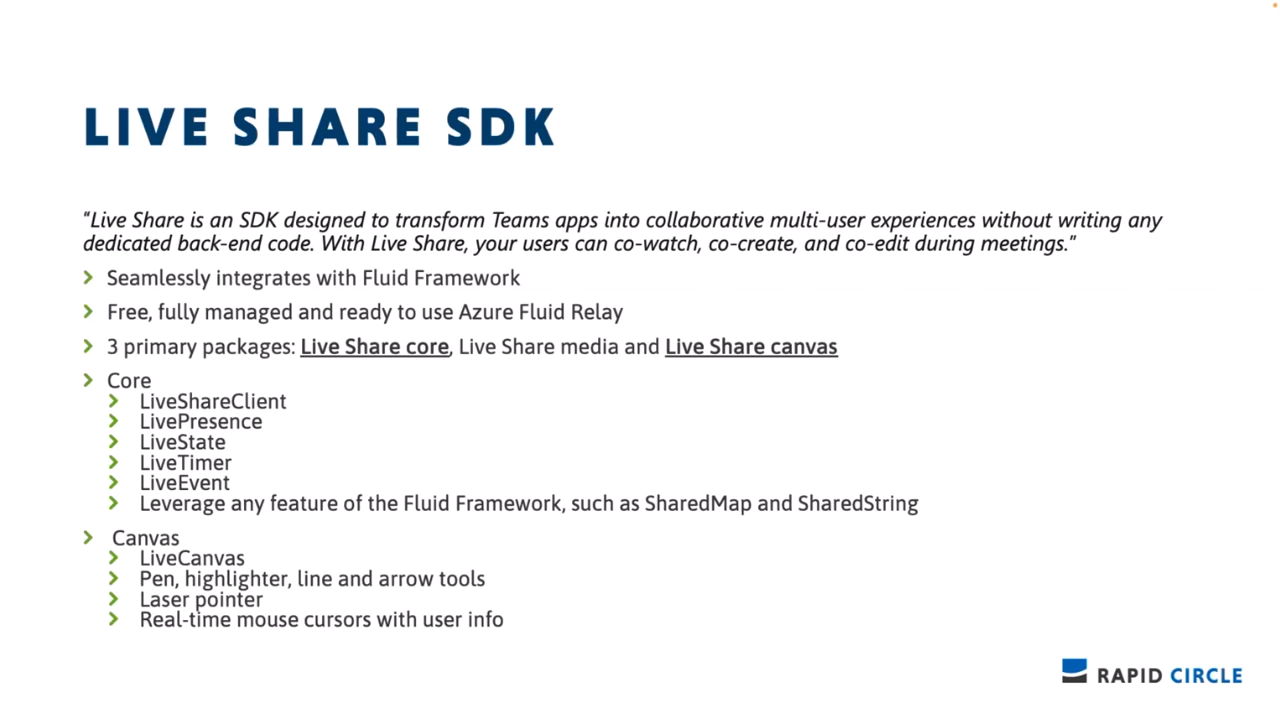 LIVE SHARE SDK
"Live Share is an SDK designed to transform Teams apps into collaborative multi-user experiences without writing any
dedicated back-end code. With Live Share, your users can co-watch, co-create, and co-edit during meetings."
Seamlessly integrates with Fluid Framework
Free, fully managed and ready to use Azure Fluid Relay
3 primary packages: Live Share core, Live Share media and Live Share canvas
Core
LiveShareClient
LivePresence
LiveState
LiveTimer
LiveEvent
Leverage any feature of the Fluid Framework, such as SharedMap and SharedString
Canvas
LiveCanvas
Pen, highlighter, line and arrow tools
Laser pointer
Real-time mouse cursors with user info
RAPID CIRCLE